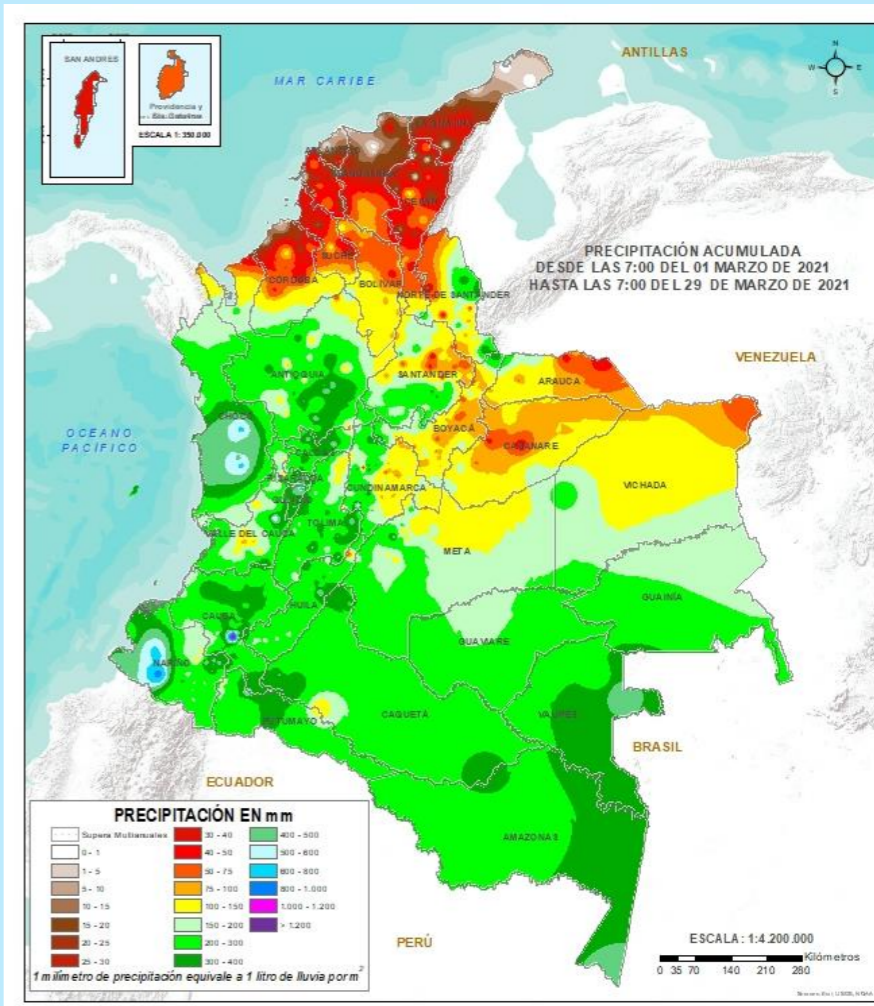 SAN ANDRES
Providencia y
Sta. Catalina
ESCALA 1: 350.000
MAR CARIBE
ANTILLAS
N
W
E
S
PRECIPITACIÓN ACUMULADA
DESDE LAS 7:00 DEL 01 MARZO DE 2021
HASTA LAS 7:00 DEL 29 DE MARZO DE 2021
SUCRE
CÓRDOBA
BOLIVAR
NORTE DE SANTANDER
VENEZUELA
ANTIOQUIA
SANTANDER
ARAUCA
OCEANO
PACÍFICO
CHOCO
BOYACÁ
CASANARE
CALDAS
RISARALDA
CUNDINAMARCA
VICHADA
TOLIMA
VALLE DEL CAUCA
META
GUAINÍA
CAUCA
HUILA
GUAVIARE
NARIÑO
PUTUMAYO
CAQUETÁ
VAUPES
BRASIL
ECUADOR
AMAZONAS
PERÚ
PRECIPITACIÓN EN mm
Supera Multianuales
0 - 1
1 - 5
5 - 10
10 - 15
15 - 20
20 - 25
25 - 30
30 - 40
40 - 50
50 - 75
75 - 100
100 - 150
150 - 200
200 - 300
300 - 400
400 - 500
500 - 600
600 - 800
800 - 1.000
1.000 - 1.200
> 1.200
1 milímetro de precipitación equivale a 1 litro de lluvia por m2
ESCALA : 1:4.200.000
Kilómetros
0 35 70 140 210 280